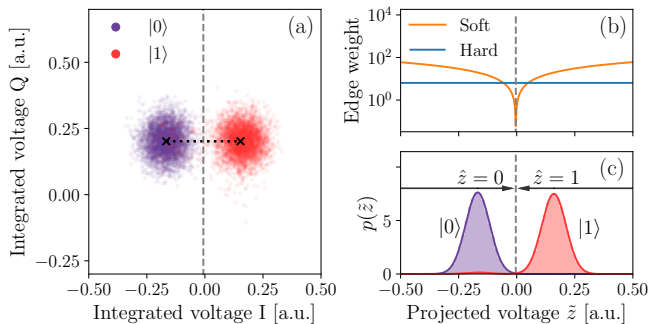 |0⟩
|1⟩
(a)
Integrated voltage Q [a.u.]
0.50
0.25
0.00
−0.25
−0.50
−0.25
0.00
0.25
0.50
Integrated voltage I [a.u.]
(b)
Soft
Hard
Edge weight
10⁴
10²
10⁰
(c)
ẑ = 0
ẑ = 1
p(z̃)
5
0
|0⟩
|1⟩
−0.50
−0.25
0.00
0.25
0.50
Projected voltage z̃ [a.u.]